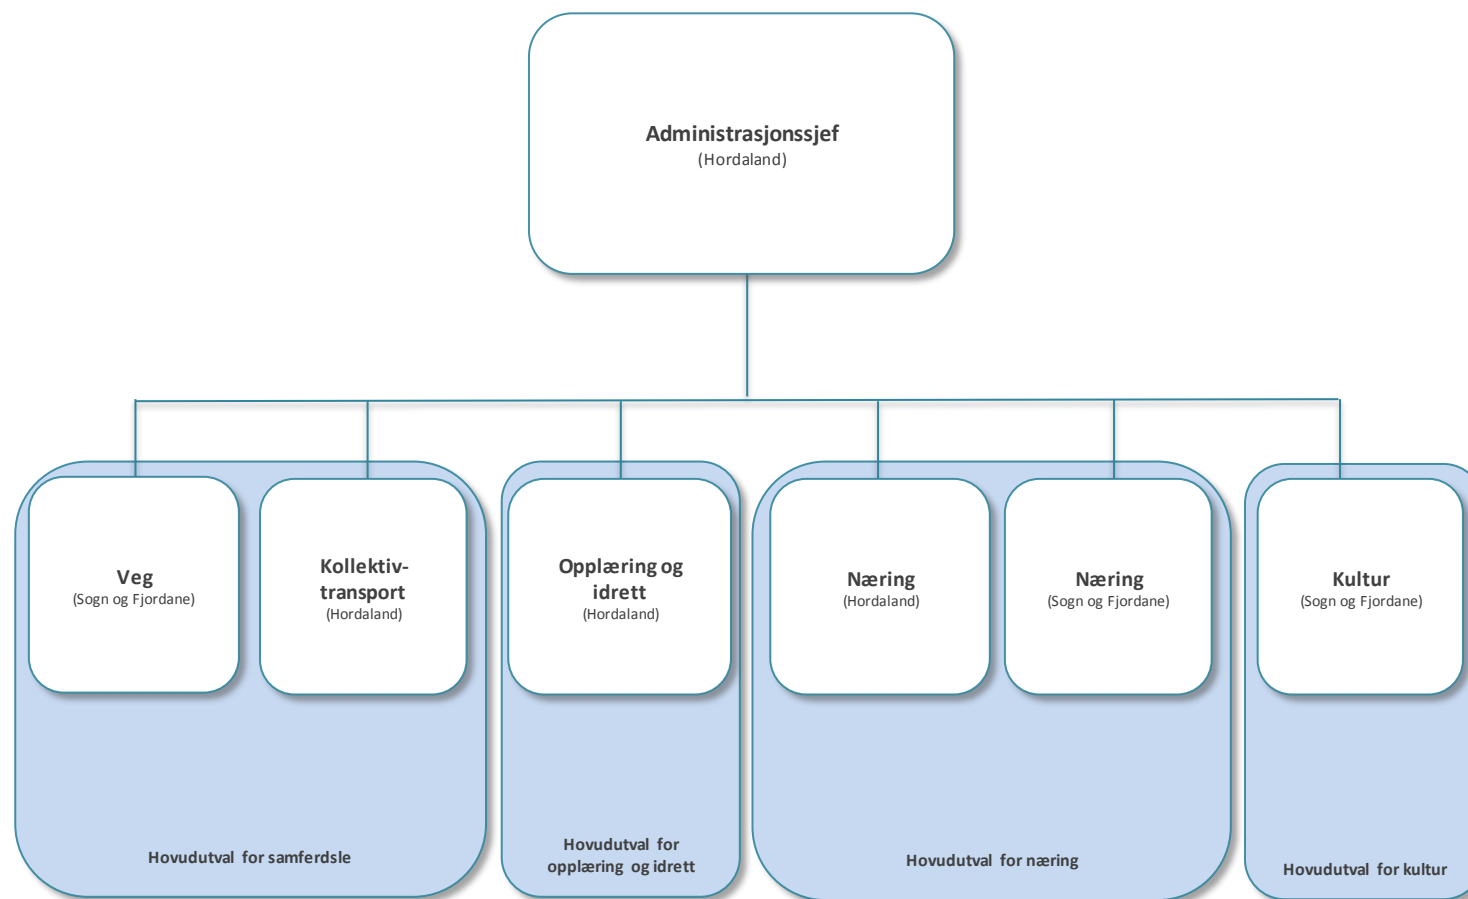 Administrasjonssjef
(Hordaland)
Veg
(Sogn og Fjordane)
Kollektiv-
transport
(Hordaland)
Opplæring og
idrett
(Hordaland)
Næring
(Hordaland)
Næring
(Sogn og Fjordane)
Kultur
(Sogn og Fjordane)
Hovudutval for samferdsle
Hovudutval for
opplæring og idrett
Hovudutval for næring
Hovudutval for kultur